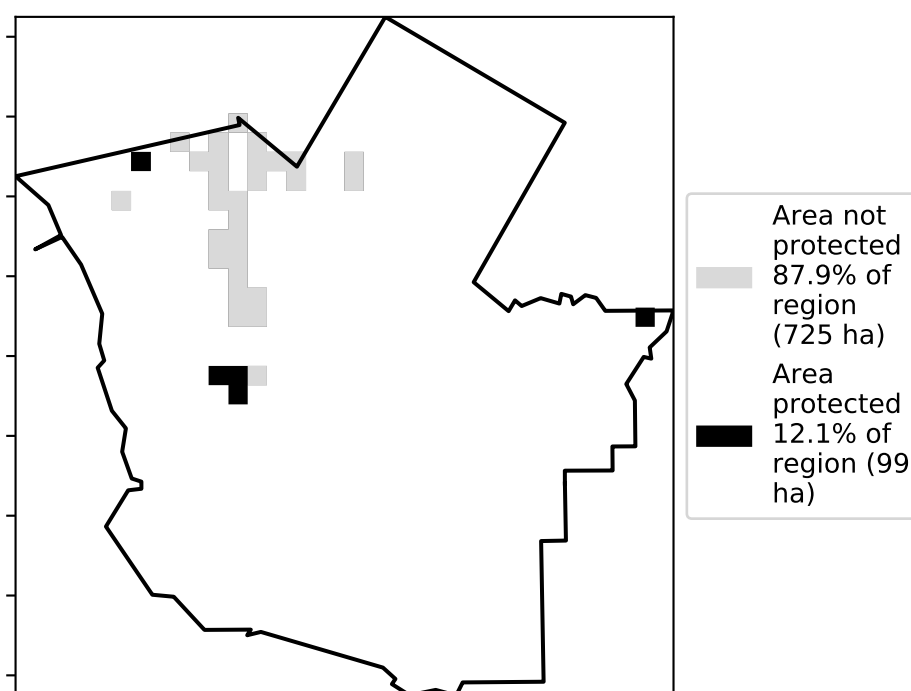 Area not
protected
87.9% of
region
(725 ha)
Area
protected
12.1% of
region (99
ha)